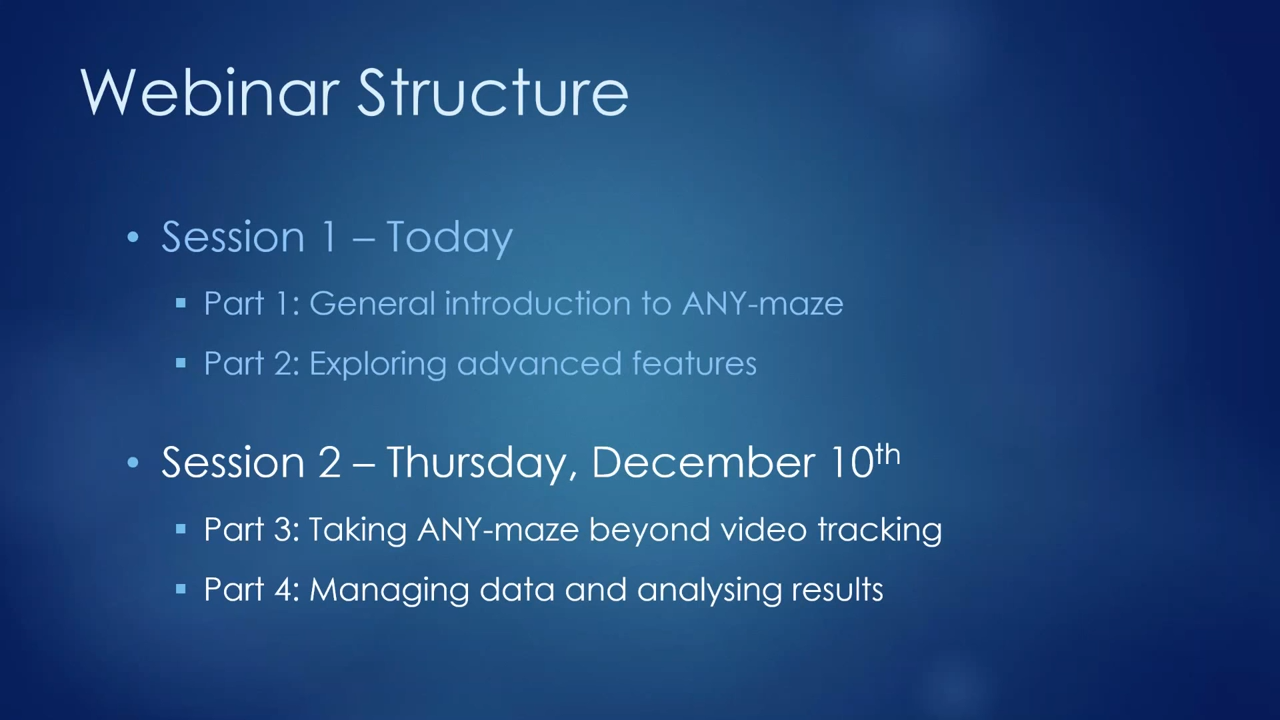 Webinar Structure
• Session 1 – Today
▪ Part 1: General introduction to ANY-maze
▪ Part 2: Exploring advanced features
• Session 2 – Thursday, December 10th
▪ Part 3: Taking ANY-maze beyond video tracking
▪ Part 4: Managing data and analysing results